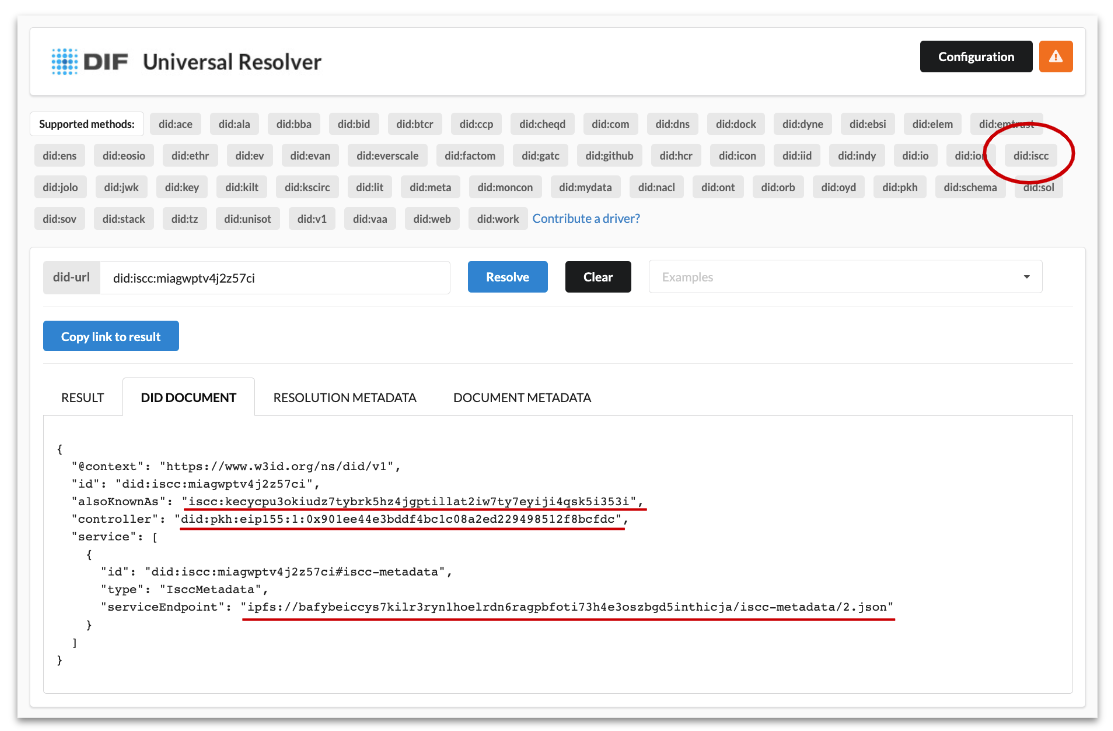 DIF Universal Resolver
Configuration
Supported methods: did:ace did:ala did:bba did:bid did:btcr did:ccp did:cheqd did:com did:dns did:dock did:dyne did:ebsi did:elem did:emtrust
did:ens did:eosio did:ethr did:ev did:evan did:everscale did:factom did:gatc did:github did:hcr did:icon did:iid did:indy did:io did:ion did:iscc
did:jolo did:jwk did:key did:kilt did:kscirc did:lit did:meta did:moncon did:mydata did:nacl did:ont did:orb did:oyd did:pkh did:schema did:sol
did:sov did:stack did:tz did:unisot did:v1 did:vaa did:web did:work Contribute a driver?
did-url did:iscc:miagwptv4j2z57ci Resolve Clear Examples
Copy link to result
RESULT DID DOCUMENT RESOLUTION METADATA DOCUMENT METADATA
{
"@context": "https://www.w3id.org/ns/did/v1",
"id": "did:iscc:miagwptv4j2z57ci",
"alsoKnownAs": "iscc:kecycpu3okiudz7tybrk5hz4jgptillat2iw7ty7eyiji4qsk5i353i",
"controller": "did:pkh:eip155:1:0x901ee44e3bddf4bc1c08a2ed229498512f8bcfdc",
"service": [
{
"id": "did:iscc:miagwptv4j2z57ci#iscc-metadata",
"type": "IsccMetadata",
"serviceEndpoint": "ipfs://bafybeiccys7kilr3rynlhoelrdn6ragpbfoti73h4e3oszbgd5inthicja/iscc-metadata/2.json"
}
]
}